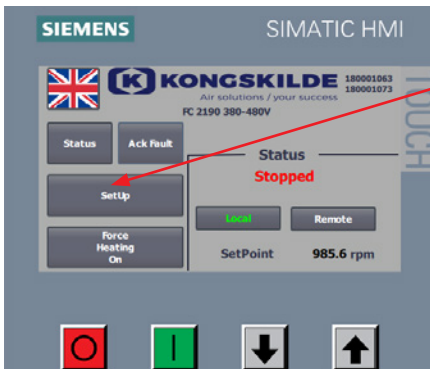 SIEMENS
SIMATIC HMI
TOUCH
K KONGSKILDE
Air solutions / your success
180001063
180001073
FC 2190 380-480V
Status
Ack Fault
SetUp
Force
Heating
On
Status
Stopped
Local
Remote
SetPoint 985.6 rpm